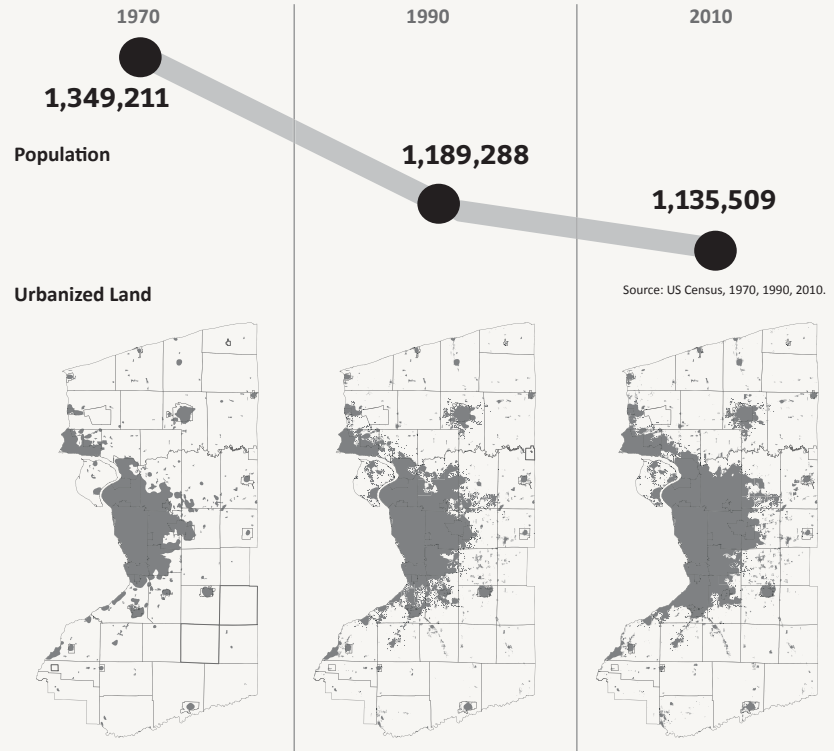 1970
1990
2010
1,349,211
Population
1,189,288
1,135,509
Urbanized Land
Source: US Census, 1970, 1990, 2010.